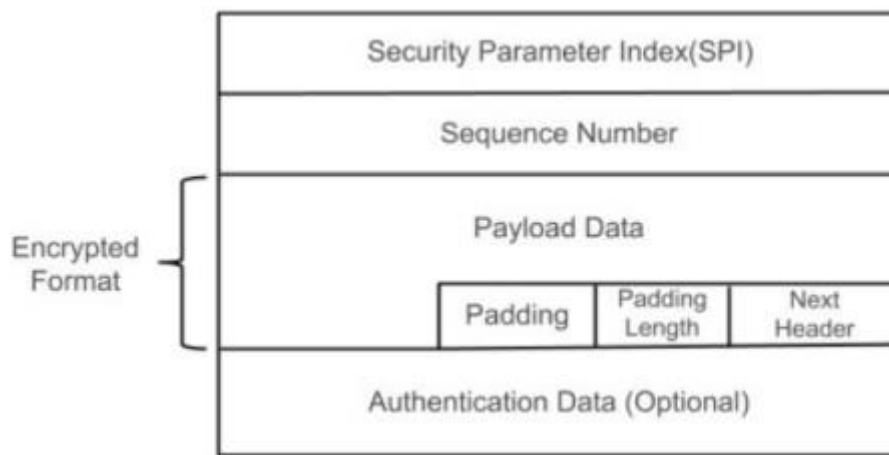 Security Parameter Index(SPI)
Sequence Number
Encrypted
Format
Payload Data
Padding
Padding
Length
Next
Header
Authentication Data (Optional)